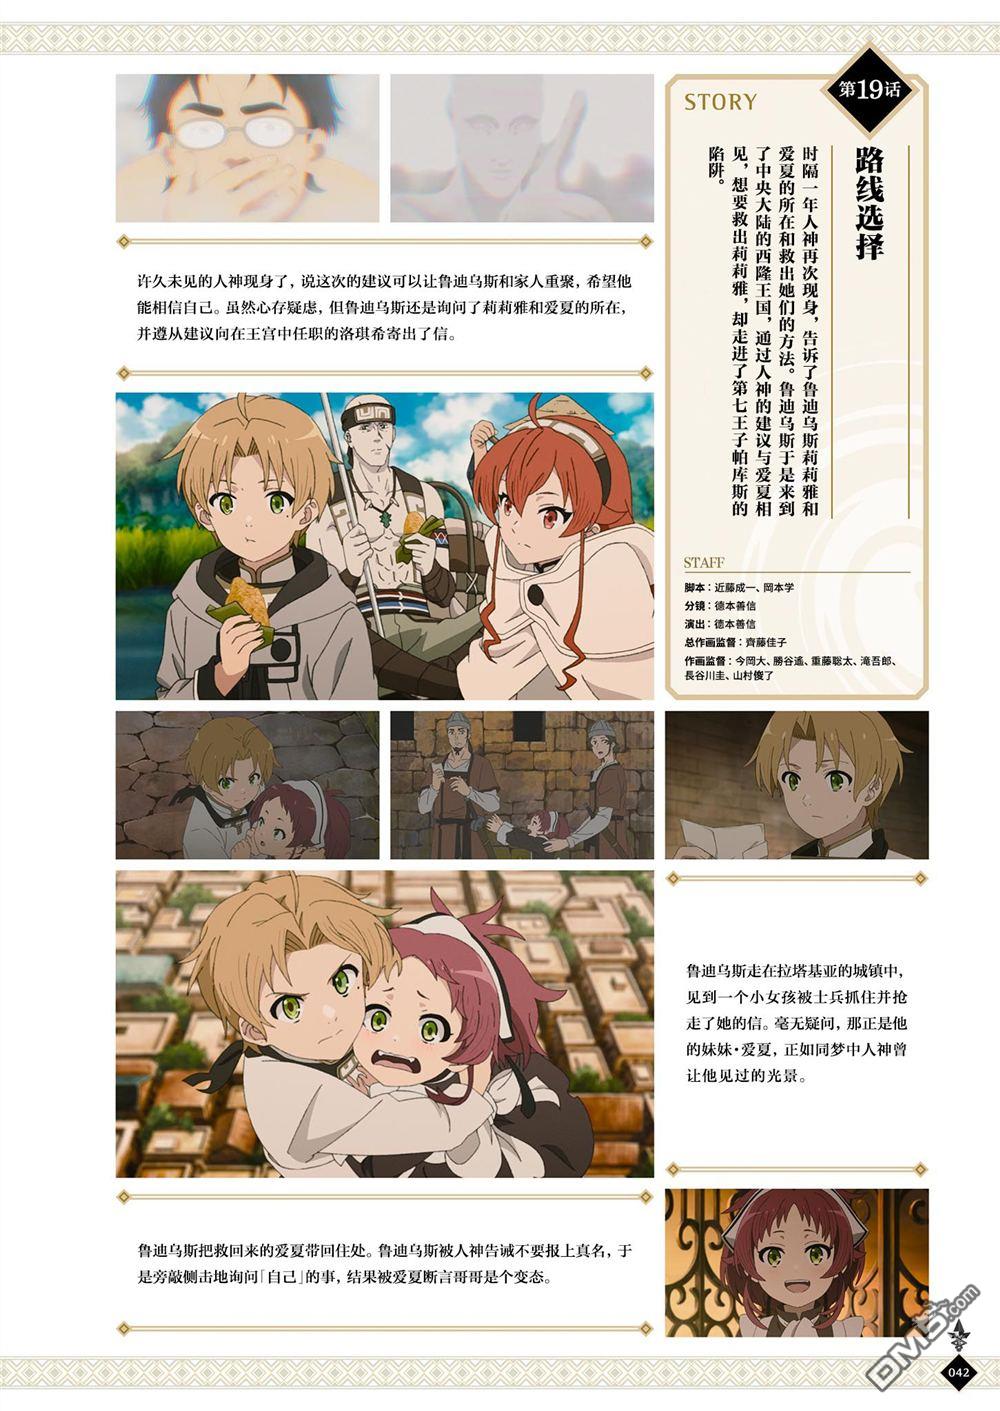 STORY
第19话
路线选择
时隔一年人神再次现身，告诉了鲁迪乌斯莉莉雅和
爱夏的所在和救出她们的方法。鲁迪乌斯于是来到
了中央大陆的西隆王国，通过人神的建议与爱夏相
见，想要救出莉莉雅，却走进了第七王子帕库斯的
陷阱。
STAFF
脚本：近藤成一、岡本学
分镜：德本善信
演出：德本善信
总作画监督：齊藤佳子
作画监督：今岡大、勝谷遙、重藤聡太、滝吾郎、
長谷川圭、山村俊了
许久未见的人神现身了，说这次的建议可以让鲁迪乌斯和家人重聚，希望他
能相信自己。虽然心存疑虑，但鲁迪乌斯还是询问了莉莉雅和爱夏的所在，
并遵从建议向在王宫中任职的洛琪希寄出了信。
鲁迪乌斯走在拉塔基亚的城镇中，
见到一个小女孩被士兵抓住并抢
走了她的信。毫无疑问，那正是他
的妹妹·爱夏，正如同梦中人神曾
让他见过的光景。
鲁迪乌斯把救回来的爱夏带回住处。鲁迪乌斯被人神告诫不要报上真名，于
是旁敲侧击地询问「自己」的事，结果被爱夏断言哥哥是个变态。
DM5.com
042